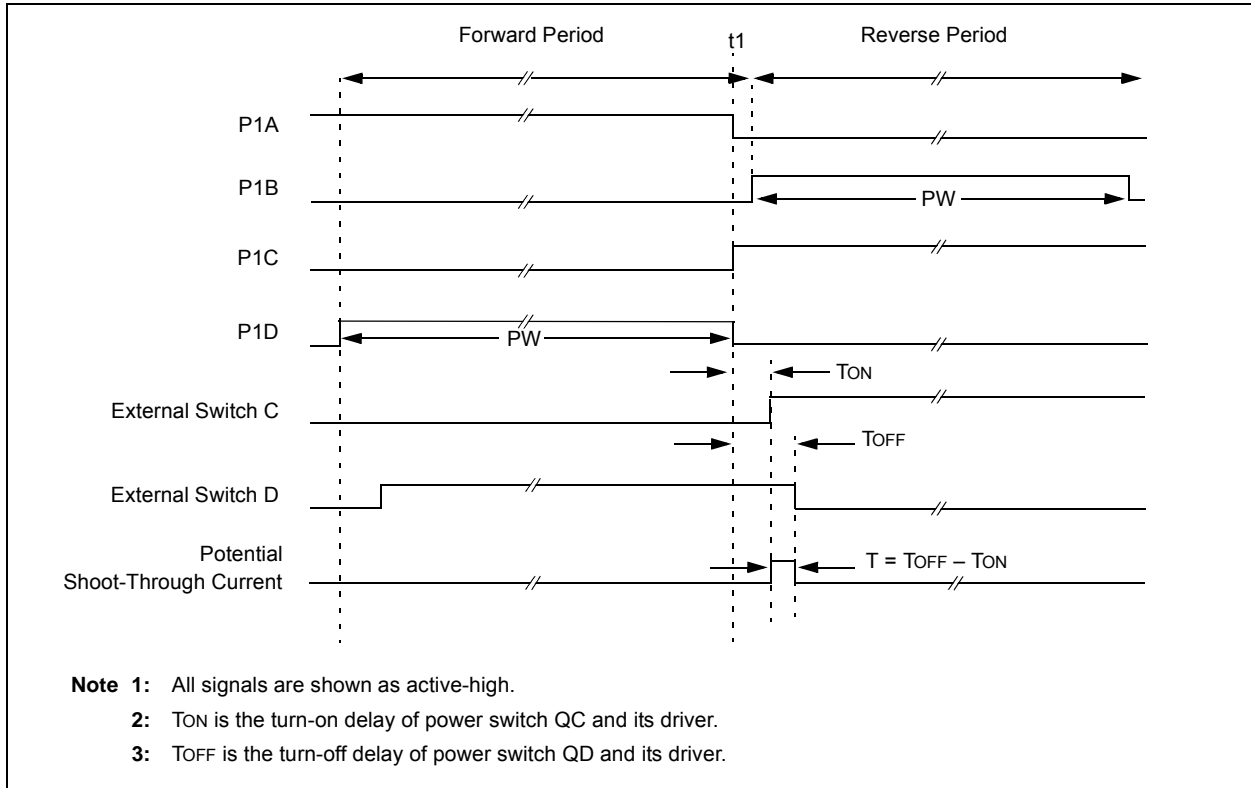 Forward Period t1 Reverse Period
P1A
P1B
PW
P1C
P1D
PW
TON
External Switch C
TOFF
External Switch D
Potential
Shoot-Through Current
T = TOFF – TON
Note 1: All signals are shown as active-high.
2: TON is the turn-on delay of power switch QC and its driver.
3: TOFF is the turn-off delay of power switch QD and its driver.